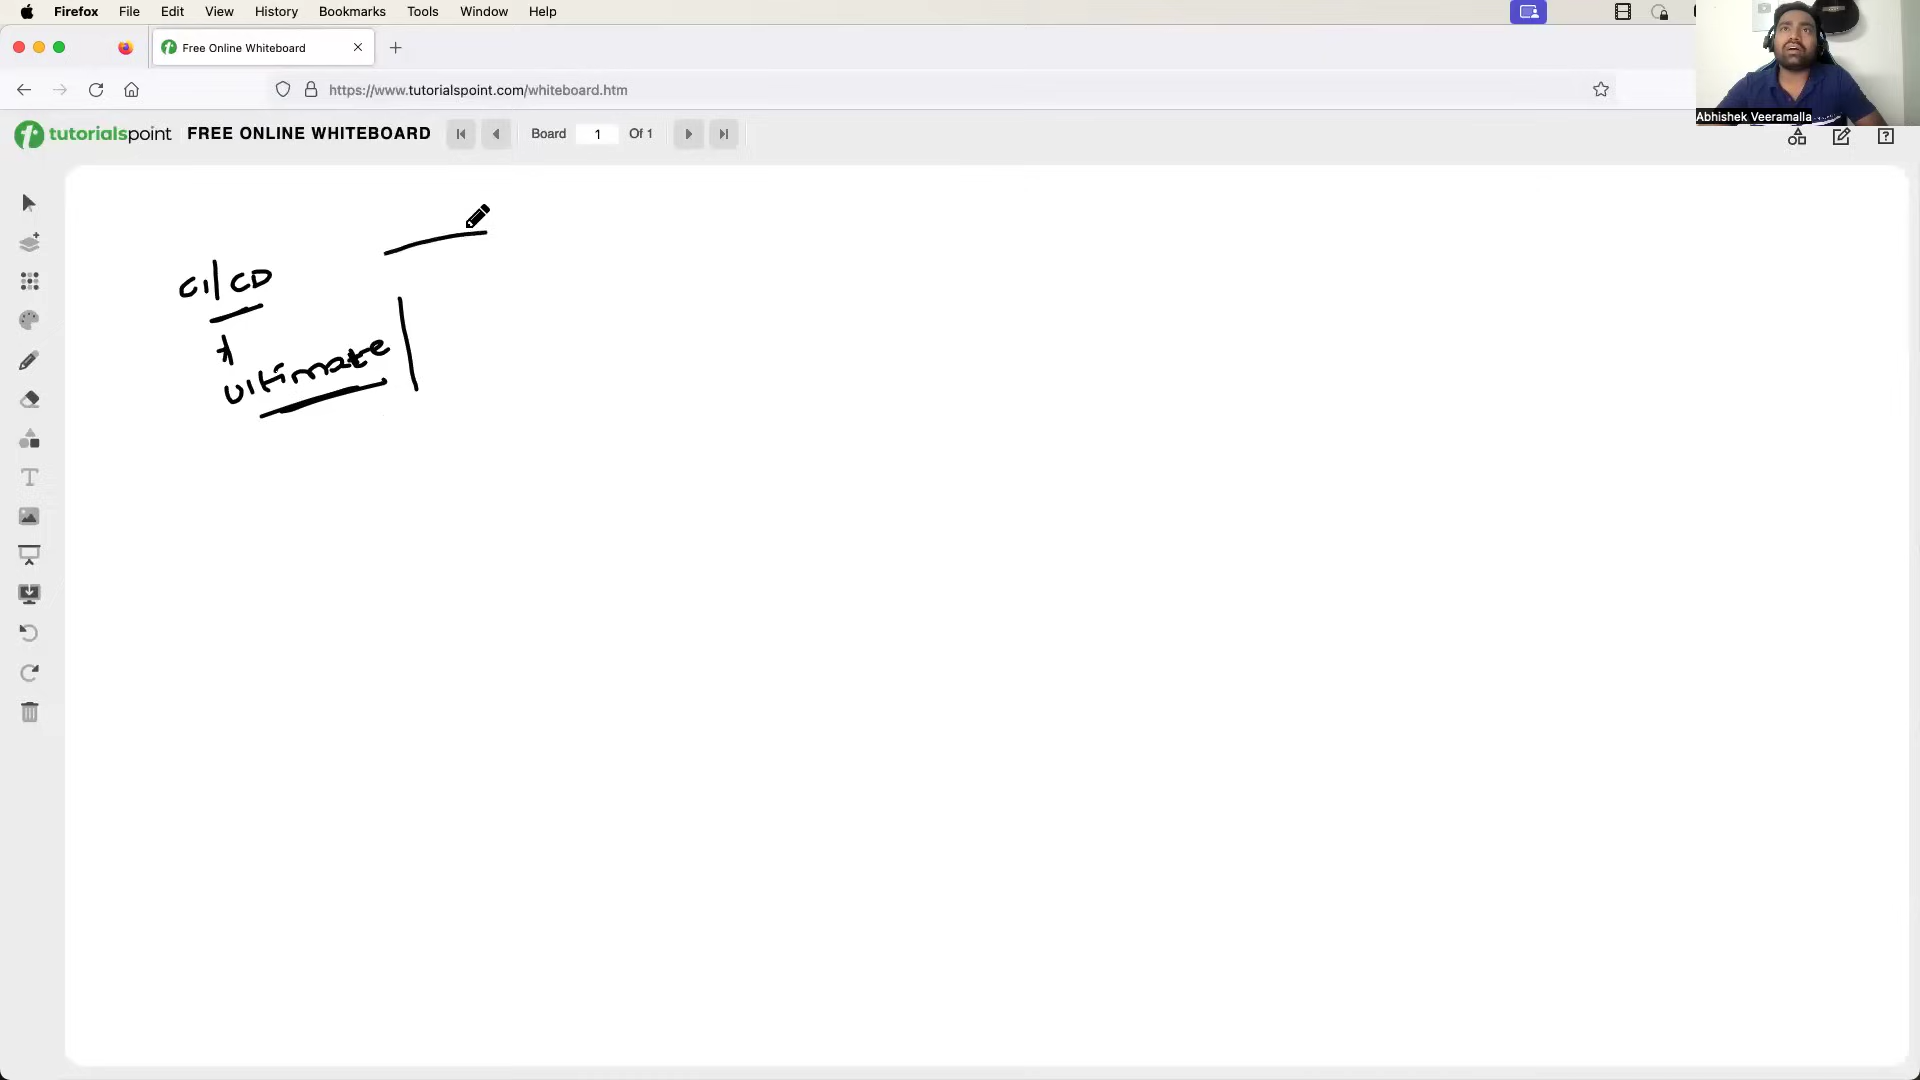 Firefox File Edit View History Bookmarks Tools Window Help
Free Online Whiteboard
https://www.tutorialspoint.com/whiteboard.htm
Abhishek Veeramalla
tutorialspoint FREE ONLINE WHITEBOARD Board 1 Of 1
CI/CD
Ultimate